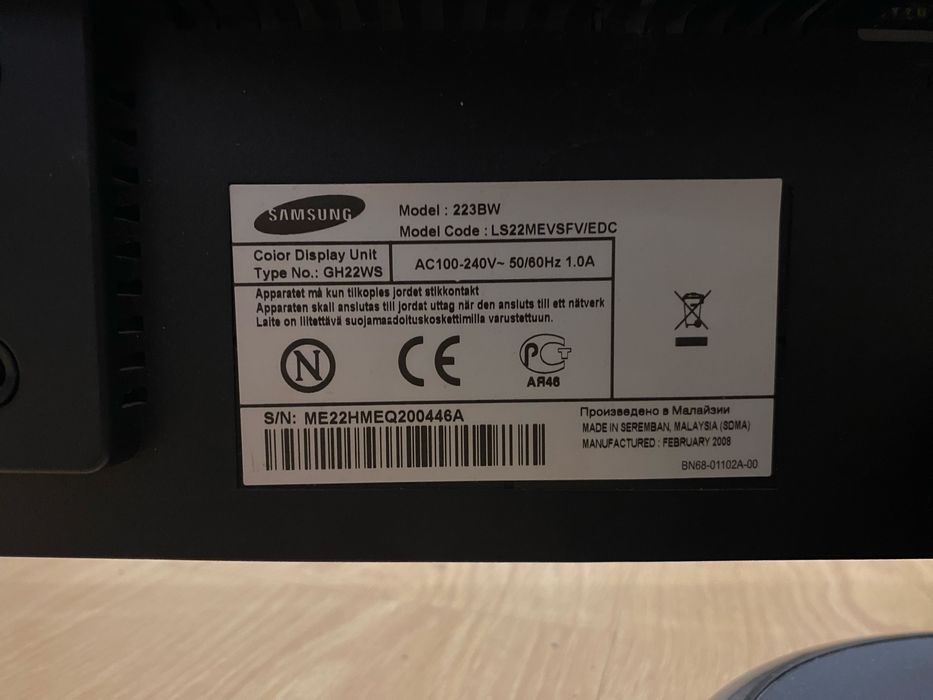 SAMSUNG
Model : 223BW
Model Code : LS22MEVSFV/EDC
Color Display Unit
Type No.: GH22WS
AC100-240V~ 50/60Hz 1.0A
Apparatet må kun tilkoples jordet stikkontakt
Apparaten skall anslutas till jordat uttag när den ansluts till ett nätverk
Laite on liitettävä suojamaadoituskoskettimilla varustettuun.
N
CE
РСТ
АЯ46
S/N: ME22HMEQ200446A
Произведено в Малайзии
MADE IN SEREMBAN, MALAYSIA (SDMA)
MANUFACTURED : FEBRUARY 2008
BN68-01102A-00